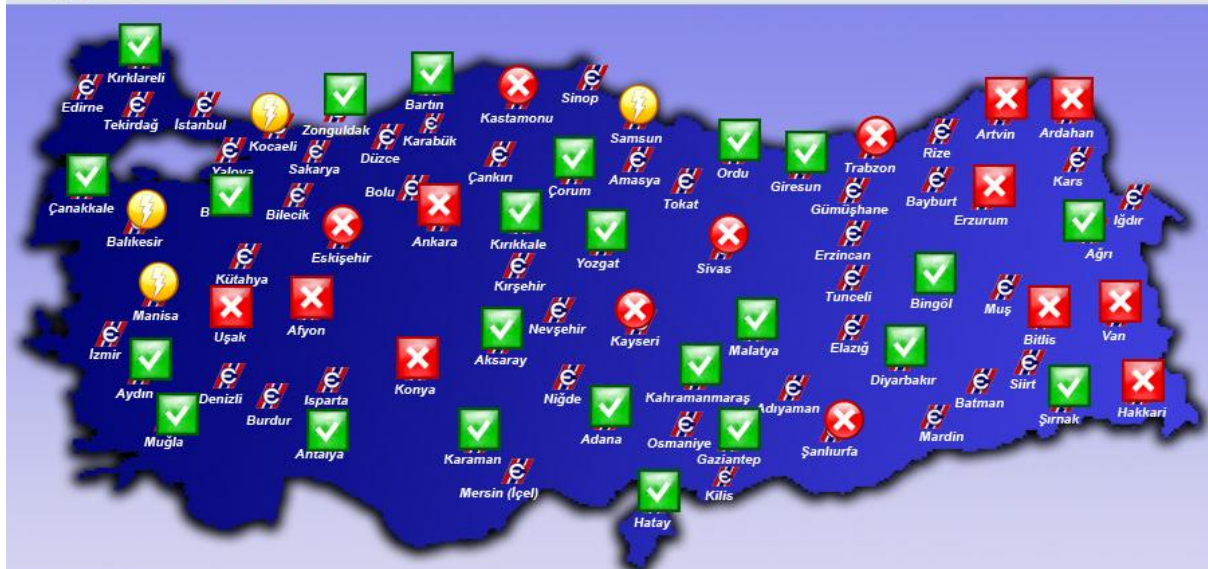 Kırklareli
Edirne
Tekirdağ
İstanbul
Kocaeli
Zonguldak
Bartın
Karabük
Kastamonu
Sinop
Samsun
Yalova
Sakarya
Düzce
Bolu
Çankırı
Çorum
Amasya
Tokat
Ordu
Giresun
Trabzon
Rize
Artvin
Ardahan
Kars
Gümüşhane
Bayburt
Erzurum
Iğdır
Ağrı
Çanakkale
Balıkesir
B
Bilecik
Eskişehir
Ankara
Kırıkkale
Yozgat
Sivas
Erzincan
Kütahya
Kırşehir
Tunceli
Bingöl
Muş
Manisa
Uşak
Afyon
Aksaray
Nevşehir
Kayseri
Malatya
Elazığ
Bitlis
Van
Izmir
Aydın
Denizli
Isparta
Konya
Niğde
Kahramanmaraş
Adıyaman
Diyarbakır
Batman
Siirt
Şırnak
Hakkari
Muğla
Burdur
Antalya
Karaman
Adana
Osmaniye
Gaziantep
Şanlıurfa
Mardin
Mersin (İçel)
Kilis
Hatay